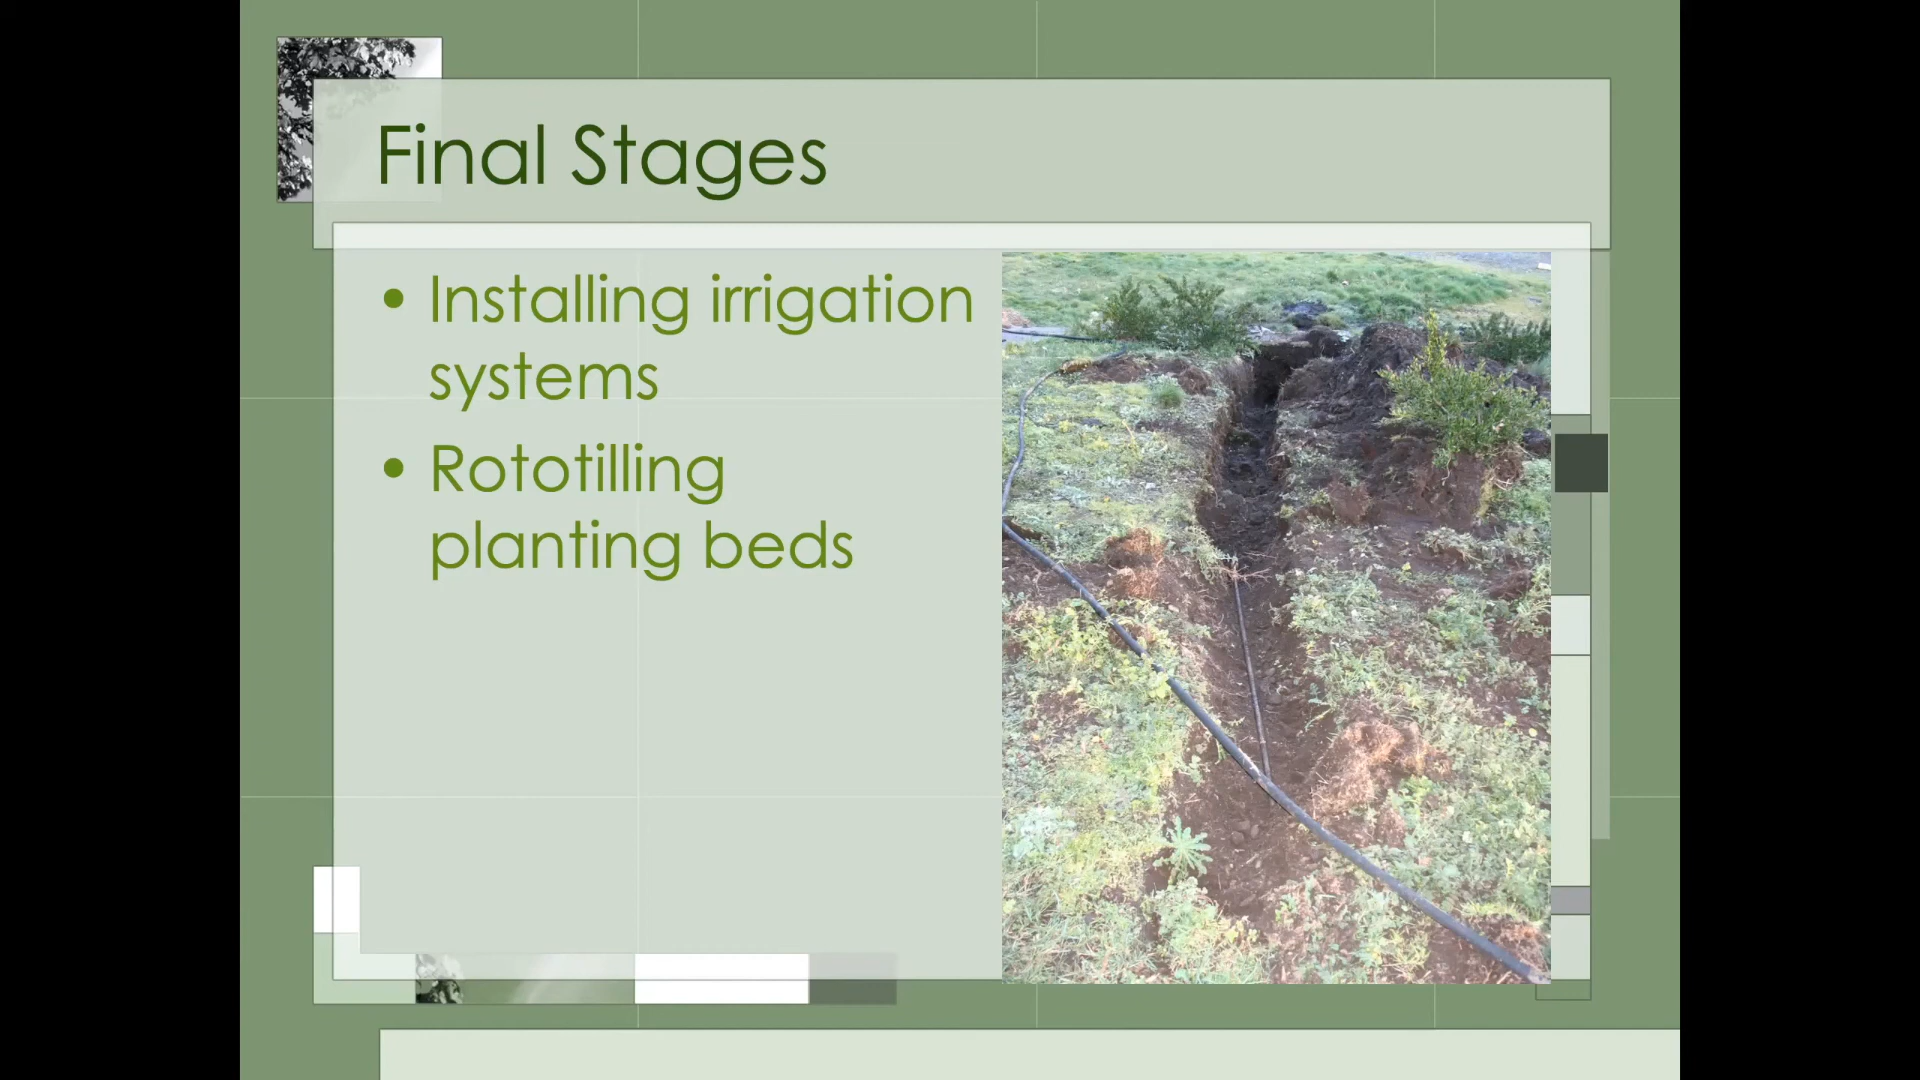 Final Stages
• Installing irrigation
systems
• Rototilling
planting beds